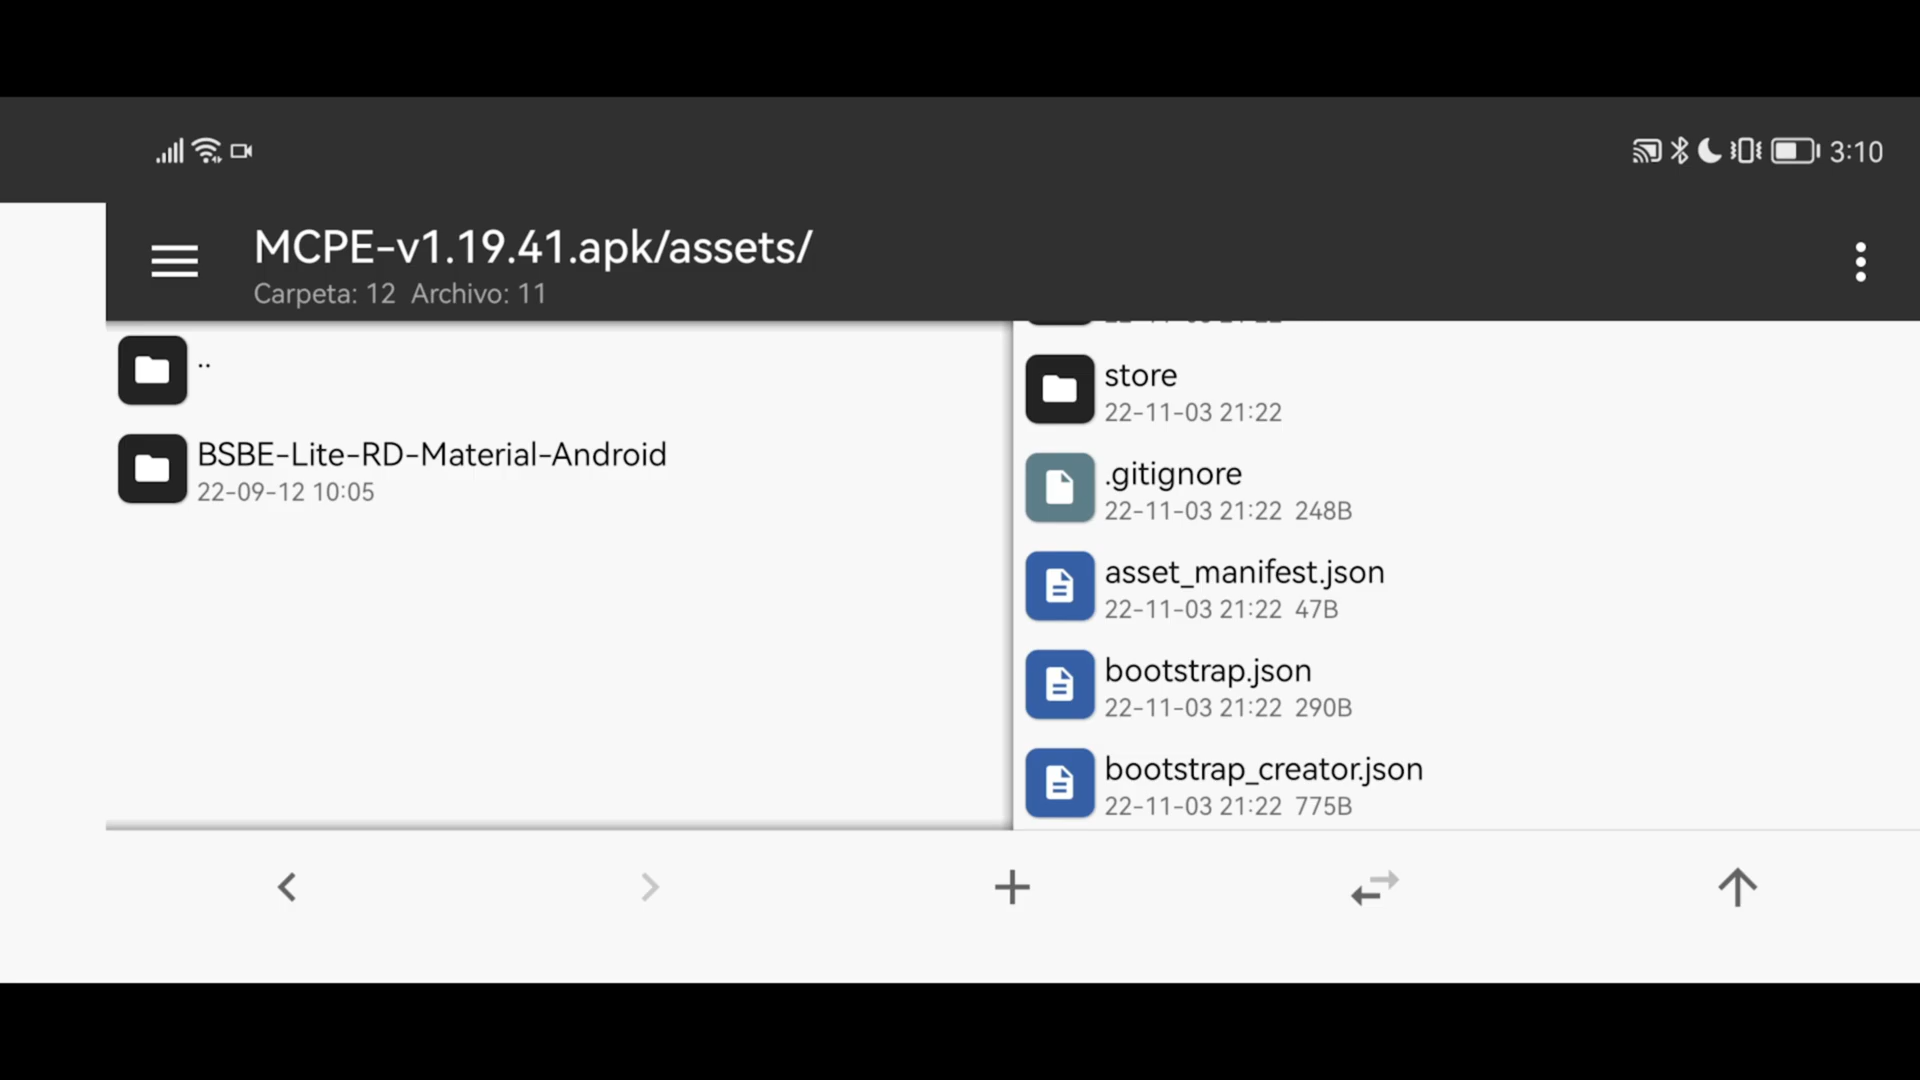 3:10
MCPE-v1.19.41.apk/assets/
Carpeta: 12 Archivo: 11
..
BSBE-Lite-RD-Material-Android
22-09-12 10:05
store
22-11-03 21:22
.gitignore
22-11-03 21:22 248B
asset_manifest.json
22-11-03 21:22 47B
bootstrap.json
22-11-03 21:22 290B
bootstrap_creator.json
22-11-03 21:22 775B